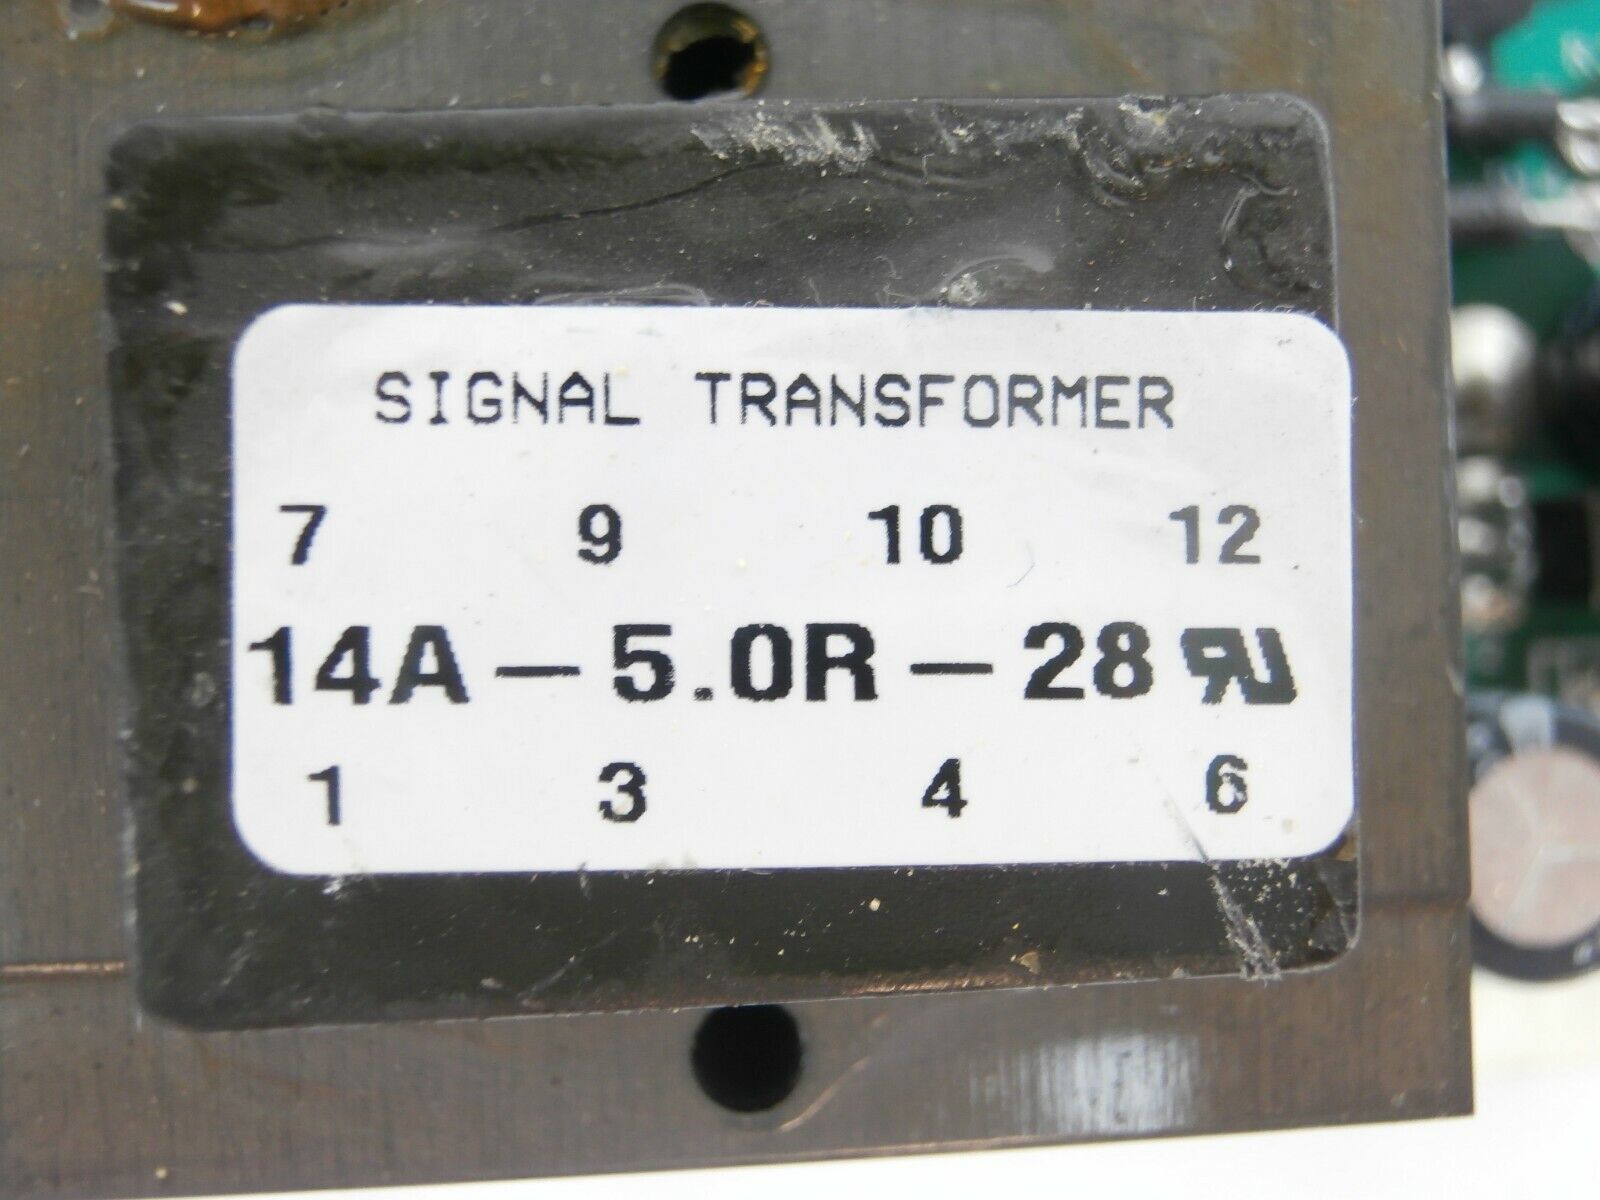 SIGNAL TRANSFORMER
7 9 10 12
14A-5.0R-28
1 3 4 6